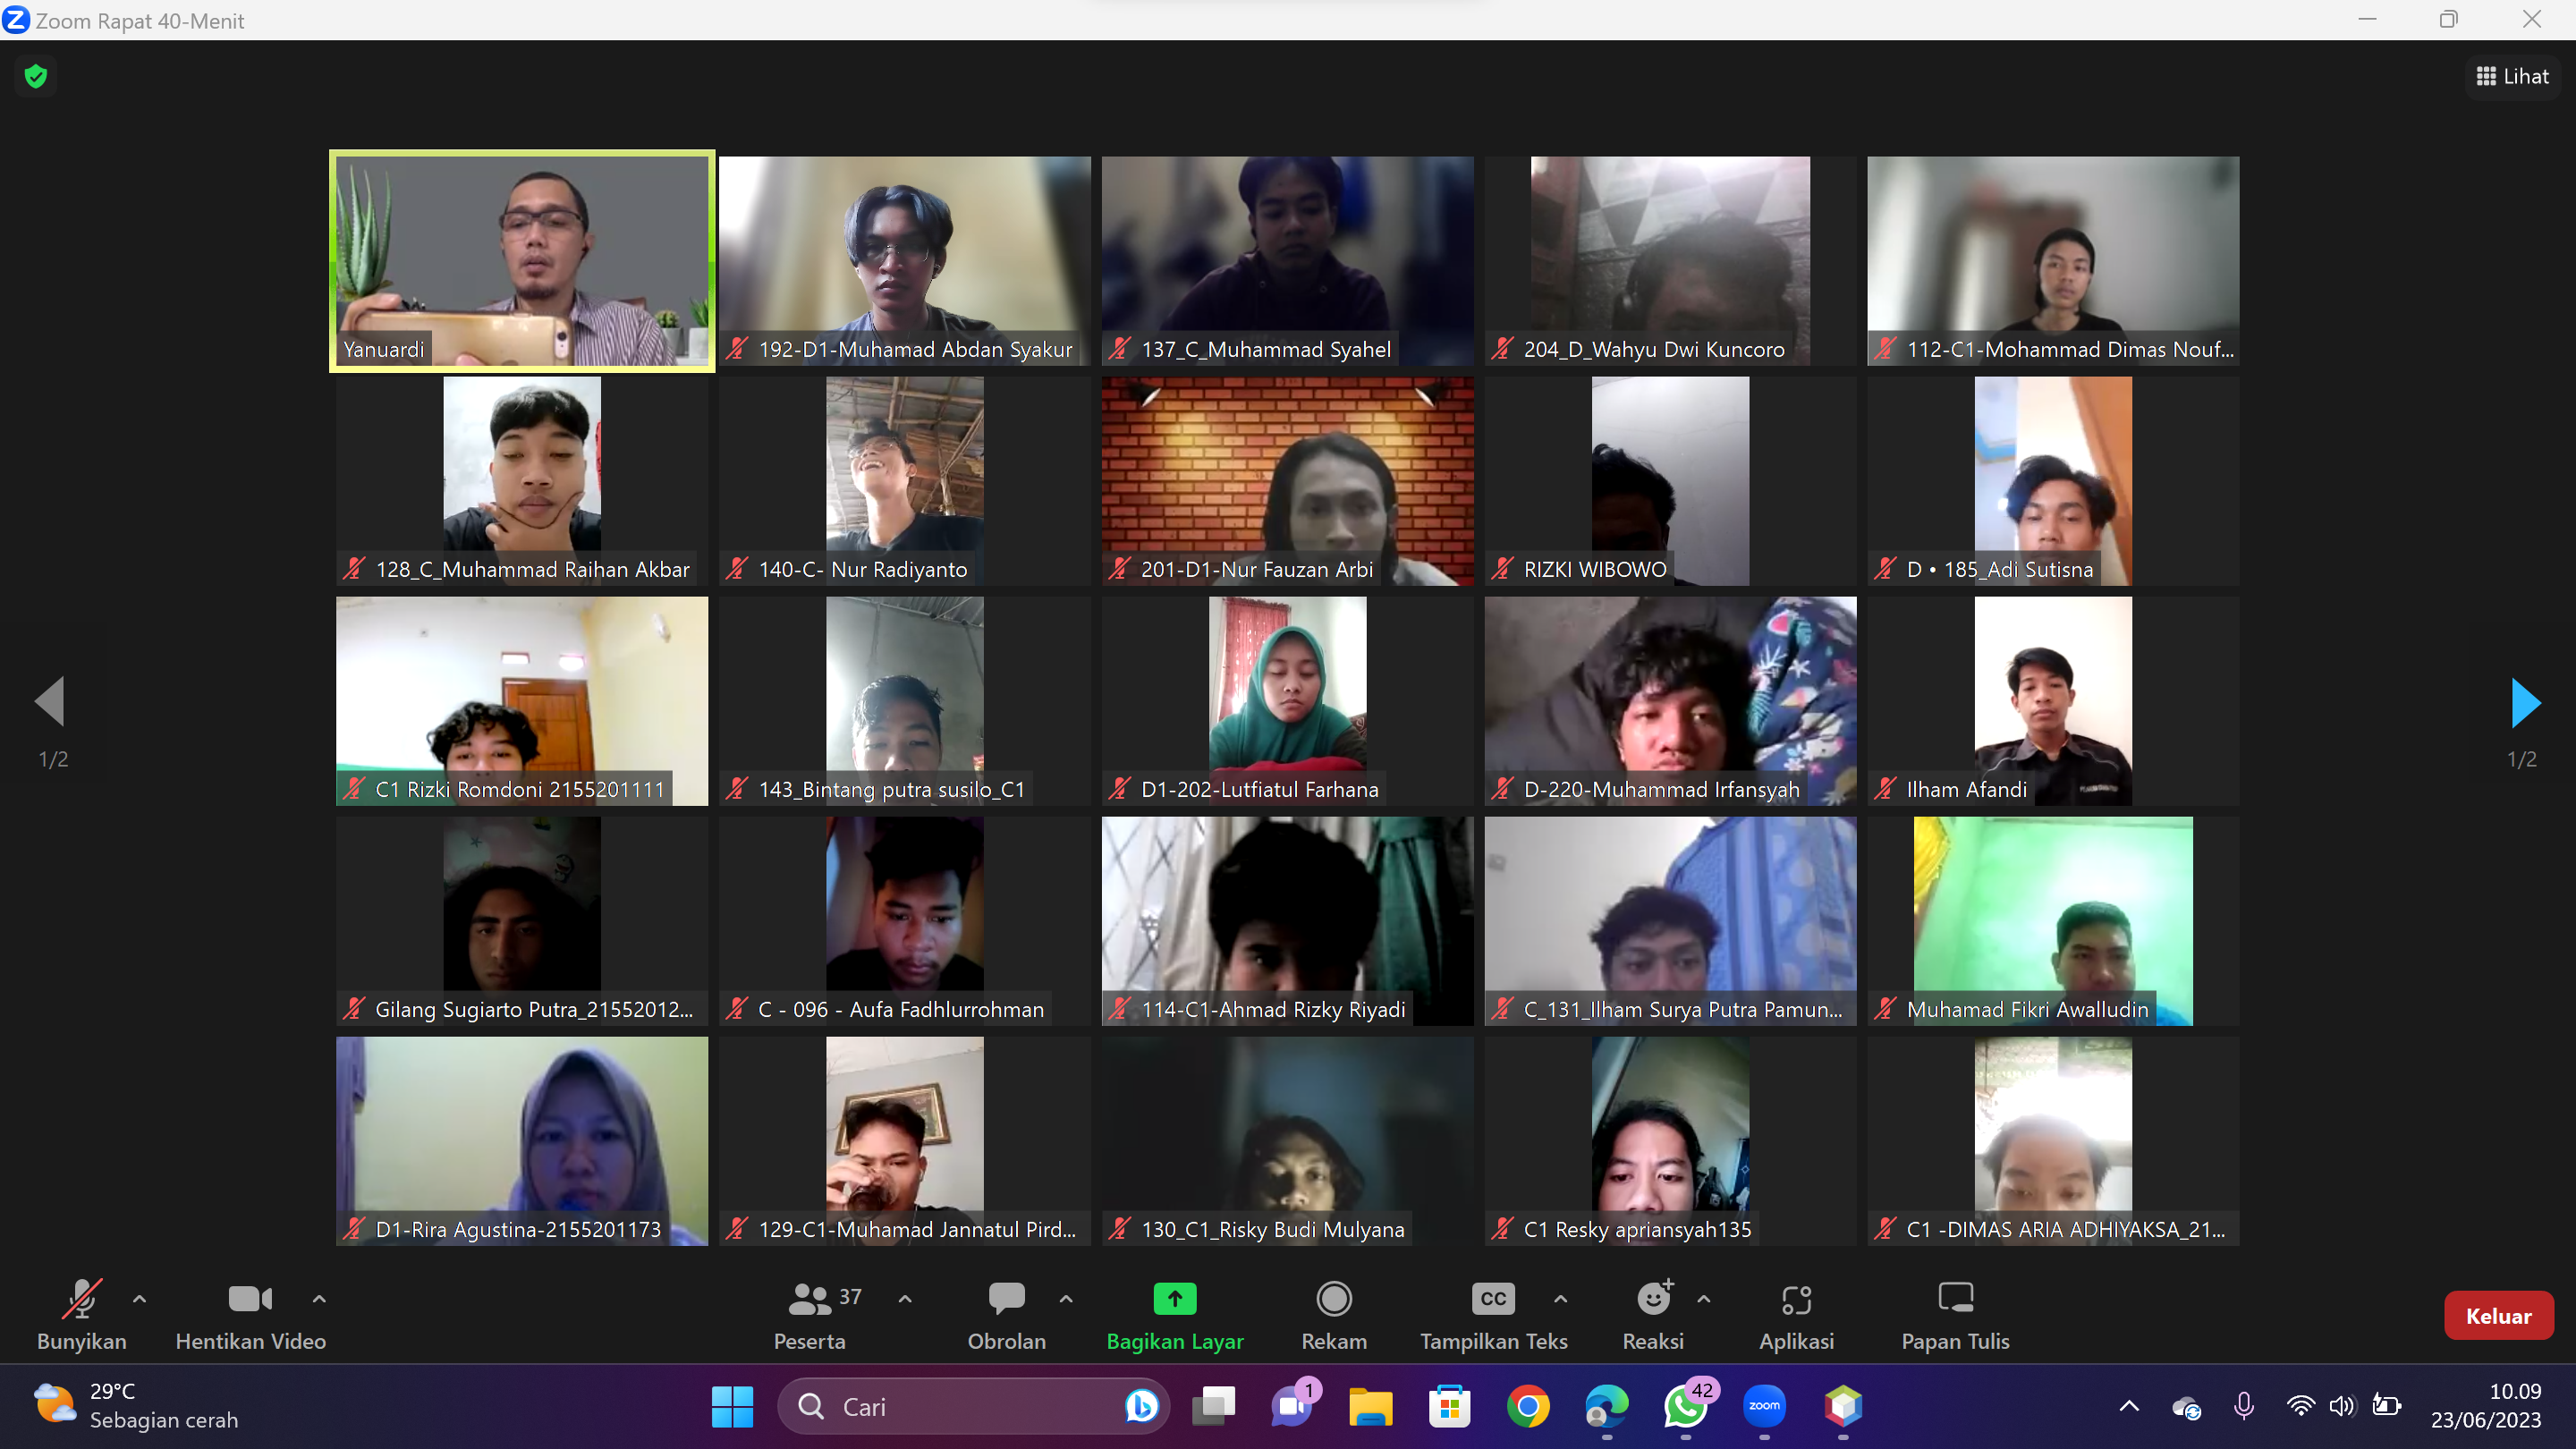 Zoom Rapat 40-Menit
Lihat
Yanuardi
192-D1-Muhamad Abdan Syakur
137_C_Muhammad Syahel
204_D_Wahyu Dwi Kuncoro
112-C1-Mohammad Dimas Nouf...
128_C_Muhammad Raihan Akbar
140-C- Nur Radiyanto
201-D1-Nur Fauzan Arbi
RIZKI WIBOWO
D • 185_Adi Sutisna
C1 Rizki Romdoni 2155201111
143_Bintang putra susilo_C1
D1-202-Lutfiatul Farhana
D-220-Muhammad Irfansyah
Ilham Afandi
1/2
1/2
Gilang Sugiarto Putra_21552012...
C - 096 - Aufa Fadhlurrohman
114-C1-Ahmad Rizky Riyadi
C_131_Ilham Surya Putra Pamun...
Muhamad Fikri Awalludin
D1-Rira Agustina-2155201173
129-C1-Muhamad Jannatul Pird...
130_C1_Risky Budi Mulyana
C1 Resky apriansyah135
C1 -DIMAS ARIA ADHIYAKSA_21...
Bunyikan
Hentikan Video
37
Peserta
Obrolan
Bagikan Layar
Rekam
CC
Tampilkan Teks
Reaksi
Aplikasi
Papan Tulis
Keluar
29°C
Sebagian cerah
Cari
1
42
zoom
10.09
23/06/2023